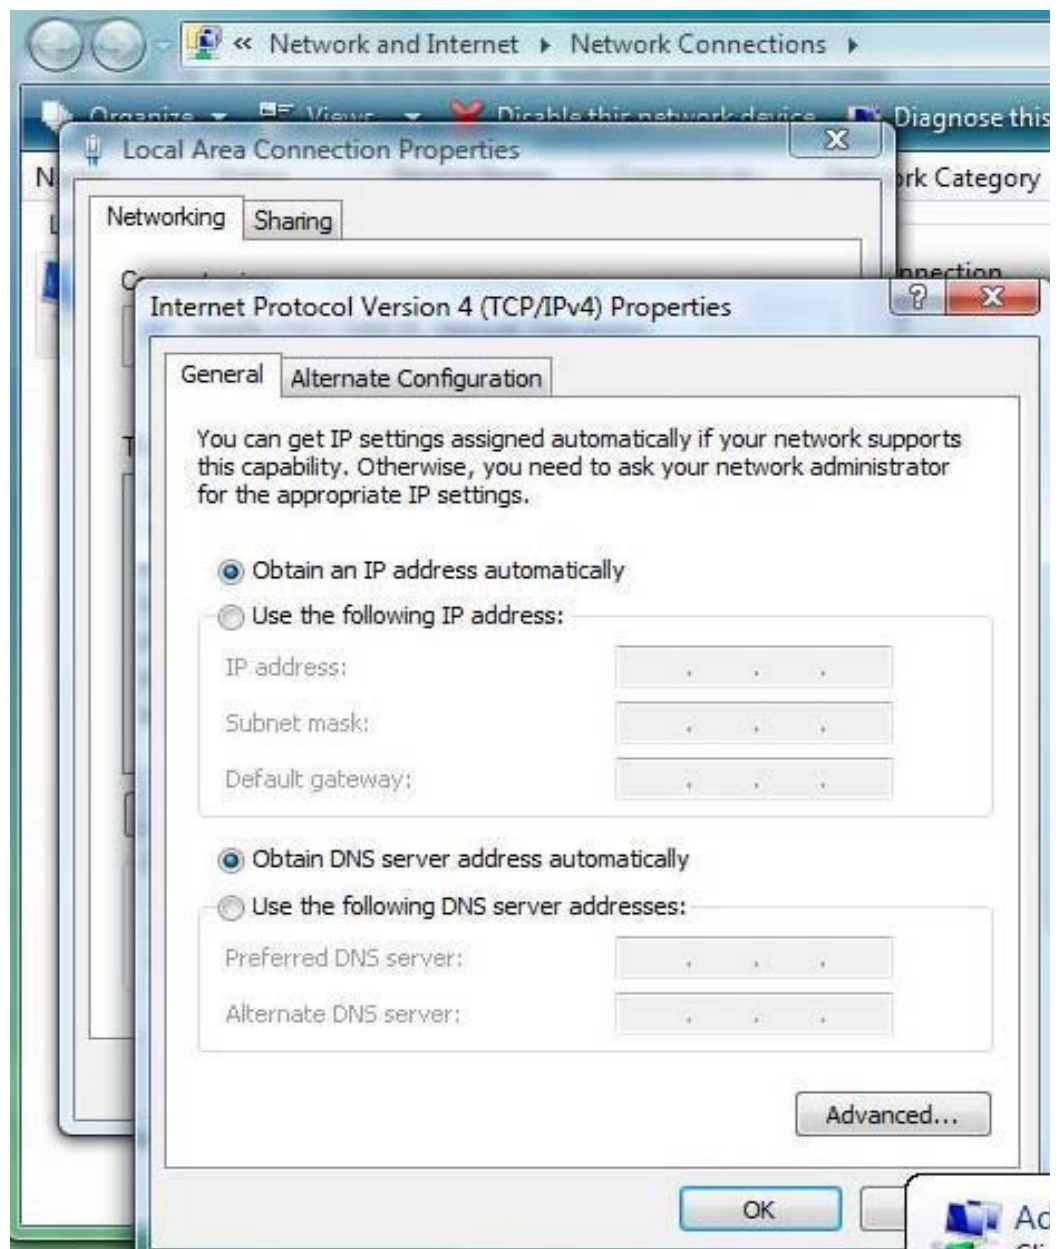 « Network and Internet ▸ Network Connections ▸
Organize Views Disable this network device Diagnose this
Local Area Connection Properties
rk Category
Networking Sharing
nnection
Internet Protocol Version 4 (TCP/IPv4) Properties
General Alternate Configuration
You can get IP settings assigned automatically if your network supports
this capability. Otherwise, you need to ask your network administrator
for the appropriate IP settings.
Obtain an IP address automatically
Use the following IP address:
IP address:
Subnet mask:
Default gateway:
Obtain DNS server address automatically
Use the following DNS server addresses:
Preferred DNS server:
Alternate DNS server:
Advanced...
OK